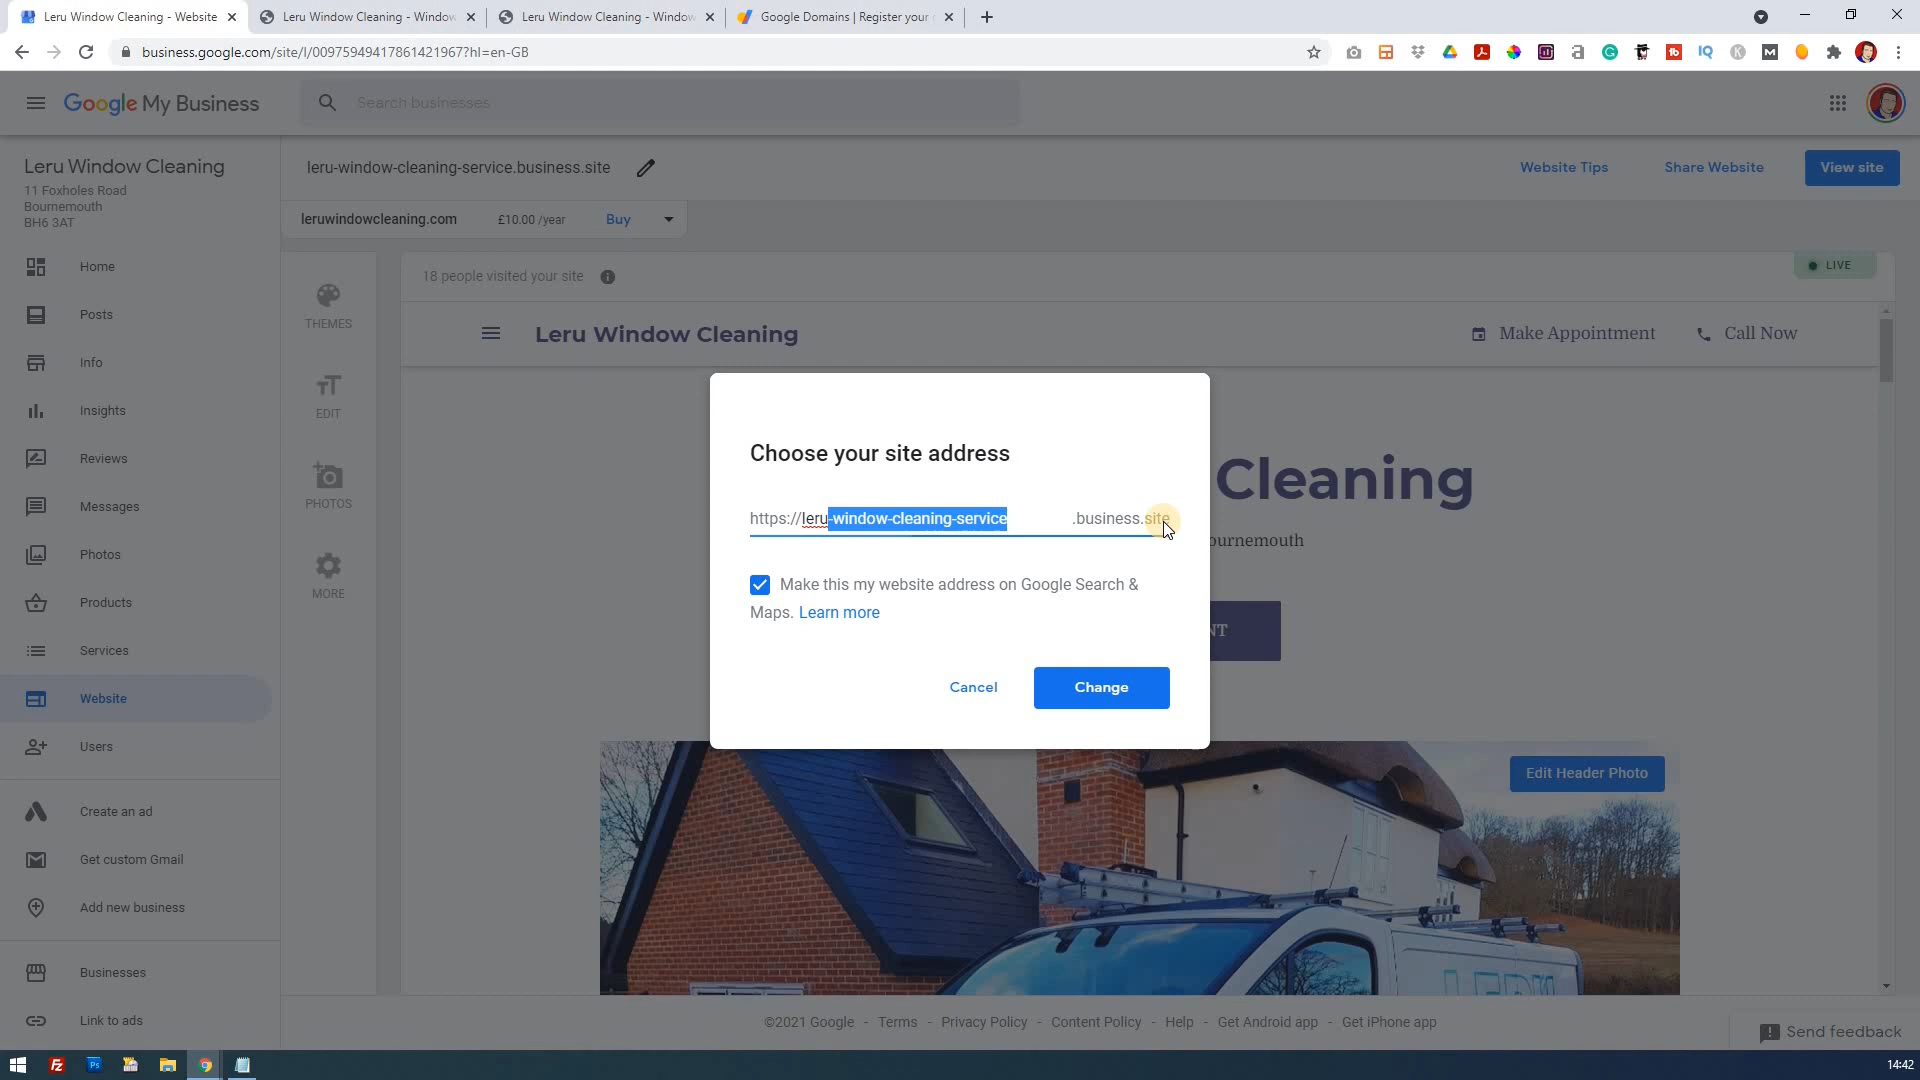 Leru Window Cleaning - Website
Leru Window Cleaning - Window
Leru Window Cleaning - Window
Google Domains | Register your
business.google.com/site/l/00975949417861421967?hl=en-GB
Google My Business
Search businesses
Leru Window Cleaning
11 Foxholes Road
Bournemouth
BH6 3AT
leru-window-cleaning-service.business.site
Website Tips
Share Website
View site
leruwindowcleaning.com £10.00 /year Buy
Home
Posts
Info
Insights
Reviews
Messages
Photos
Products
Services
Website
Users
Create an ad
Get custom Gmail
Add new business
Businesses
Link to ads
THEMES
EDIT
PHOTOS
MORE
18 people visited your site
LIVE
Leru Window Cleaning
Make Appointment
Call Now
Cleaning
ournemouth
NT
Choose your site address
https://leru-window-cleaning-service .business.site
Make this my website address on Google Search &
Maps. Learn more
Cancel
Change
Edit Header Photo
©2021 Google - Terms - Privacy Policy - Content Policy - Help - Get Android app - Get iPhone app
Send feedback
14:42